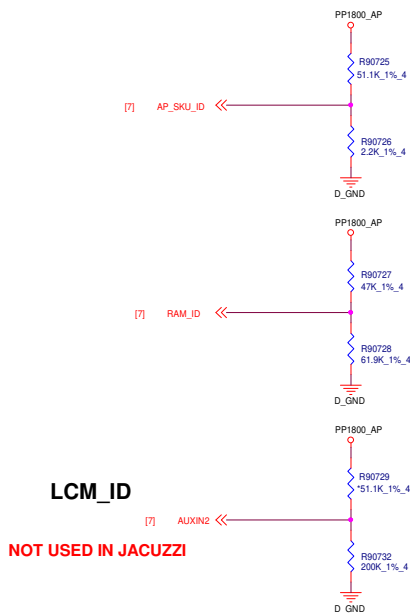 PP1800_AP
R90725
51.1K_1%_4
[7] AP_SKU_ID
R90726
2.2K_1%_4
D_GND
PP1800_AP
R90727
47K_1%_4
[7] RAM_ID
R90728
61.9K_1%_4
D_GND
PP1800_AP
R90729
*51.1K_1%_4
LCM_ID
[7] AUXIN2
NOT USED IN JACUZZI
R90732
200K_1%_4
D_GND